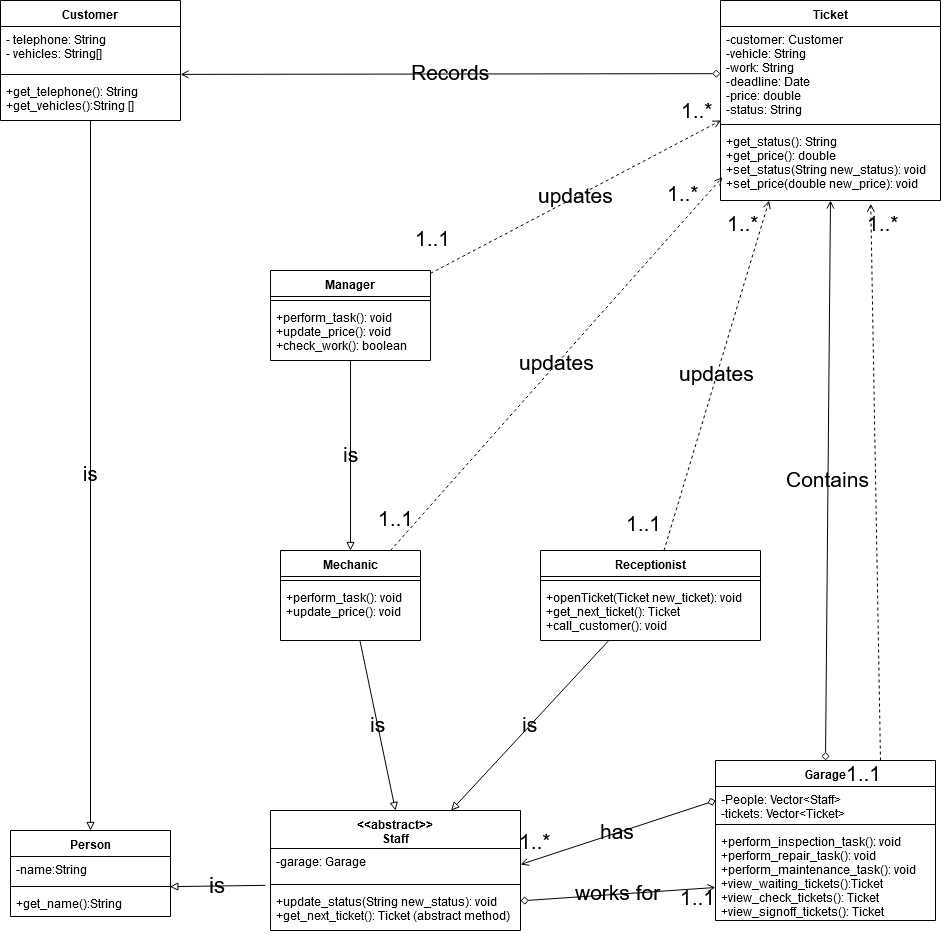 Customer
- telephone: String
- vehicles: String[]
+get_telephone(): String
+get_vehicles():String []
Ticket
-customer: Customer
-vehicle: String
-work: String
-deadline: Date
-price: double
-status: String
+get_status(): String
+get_price(): double
+set_status(String new_status): void
+set_price(double new_price): void
Records
1..*
updates
1..*
1..*
1..*
1..1
Manager
+perform_task(): void
+update_price(): void
+check_work(): boolean
updates
updates
is
is
Contains
1..1
1..1
Mechanic
+perform_task(): void
+update_price(): void
Receptionist
+openTicket(Ticket new_ticket): void
+get_next_ticket(): Ticket
+call_customer(): void
is
is
1..1
Garage
-People: Vector<Staff>
-tickets: Vector<Ticket>
+perform_inspection_task(): void
+perform_repair_task(): void
+perform_maintenance_task(): void
+view_waiting_tickets():Ticket
+view_check_tickets(): Ticket
+view_signoff_tickets(): Ticket
<<abstract>>
Staff
-garage: Garage
+update_status(String new_status): void
+get_next_ticket(): Ticket (abstract method)
1..*
has
works for
1..1
Person
-name:String
+get_name():String
is